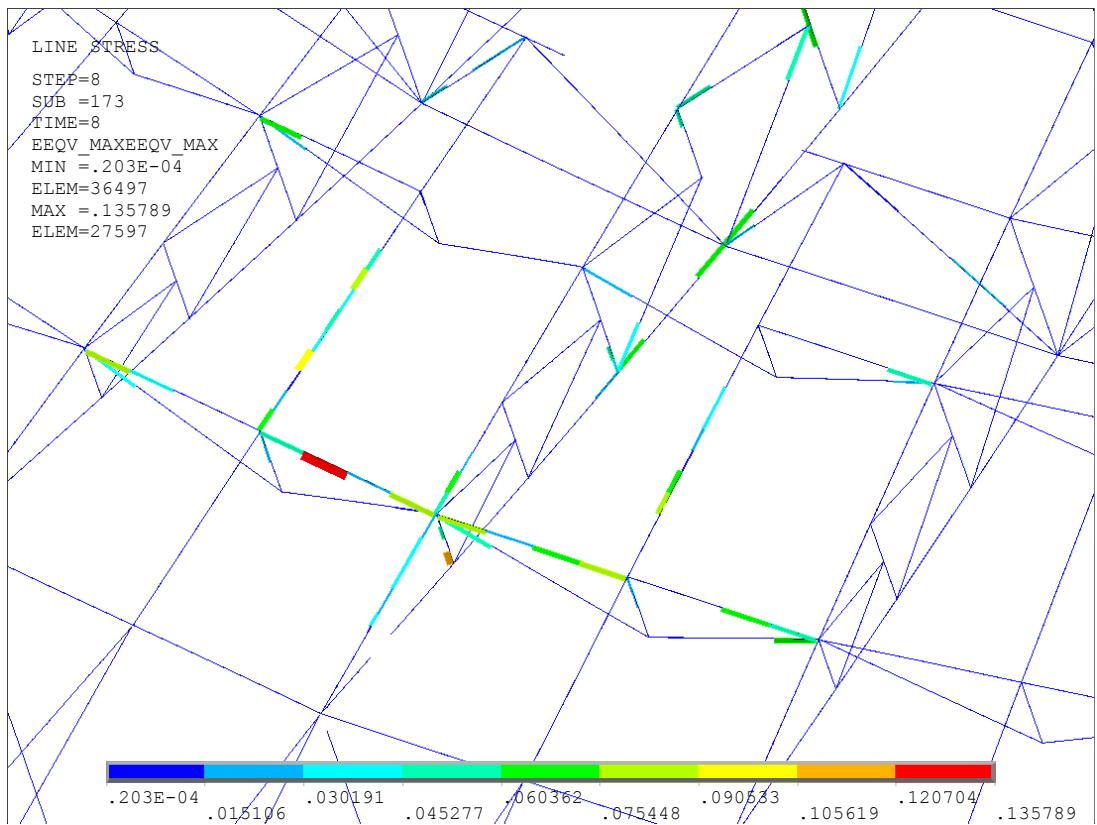 LINE STRESS
STEP=8
SUB =173
TIME=8
EEQV_MAXEEQV_MAX
MIN =.203E-04
ELEM=36497
MAX =.135789
ELEM=27597
.203E-04 .030191 .060362 .090533 .120704
.015106 .045277 .075448 .105619 .135789